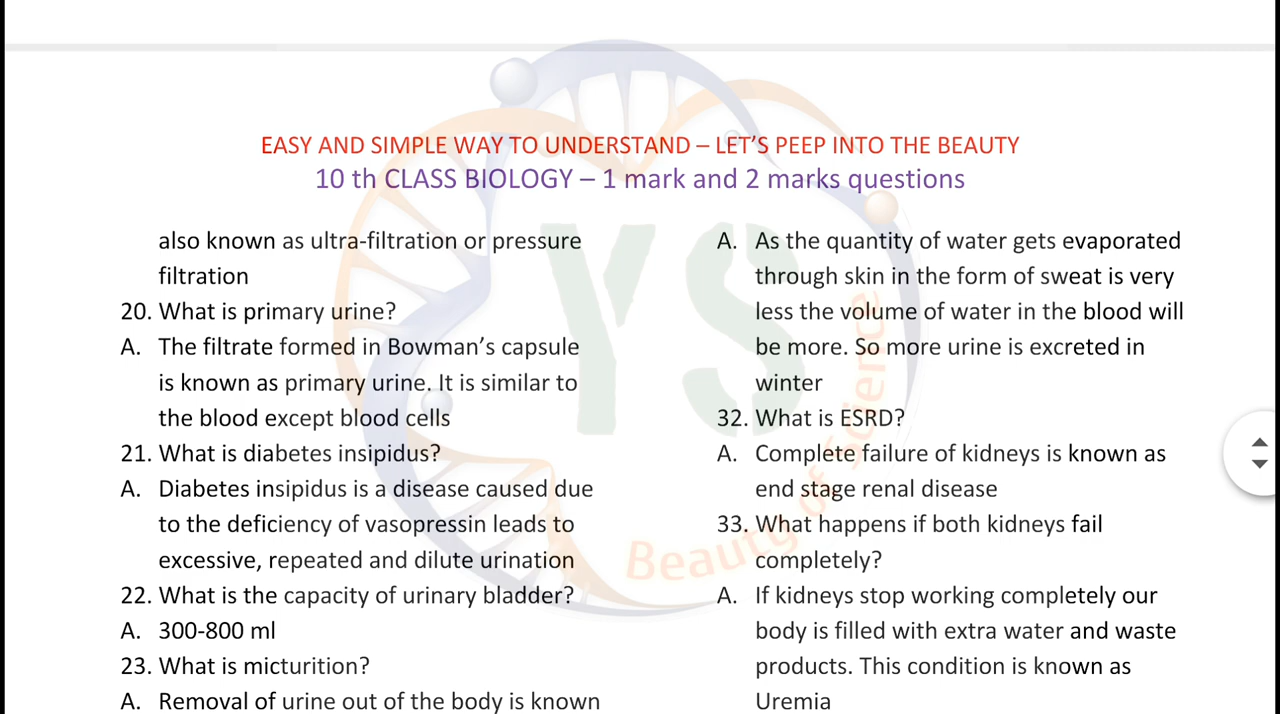 EASY AND SIMPLE WAY TO UNDERSTAND – LET’S PEEP INTO THE BEAUTY
10 th CLASS BIOLOGY – 1 mark and 2 marks questions
also known as ultra-filtration or pressure
filtration
20. What is primary urine?
A. The filtrate formed in Bowman’s capsule
is known as primary urine. It is similar to
the blood except blood cells
21. What is diabetes insipidus?
A. Diabetes insipidus is a disease caused due
to the deficiency of vasopressin leads to
excessive, repeated and dilute urination
22. What is the capacity of urinary bladder?
A. 300-800 ml
23. What is micturition?
A. Removal of urine out of the body is known
A. As the quantity of water gets evaporated
through skin in the form of sweat is very
less the volume of water in the blood will
be more. So more urine is excreted in
winter
32. What is ESRD?
A. Complete failure of kidneys is known as
end stage renal disease
33. What happens if both kidneys fail
completely?
A. If kidneys stop working completely our
body is filled with extra water and waste
products. This condition is known as
Uremia
YS
Beauty of Science